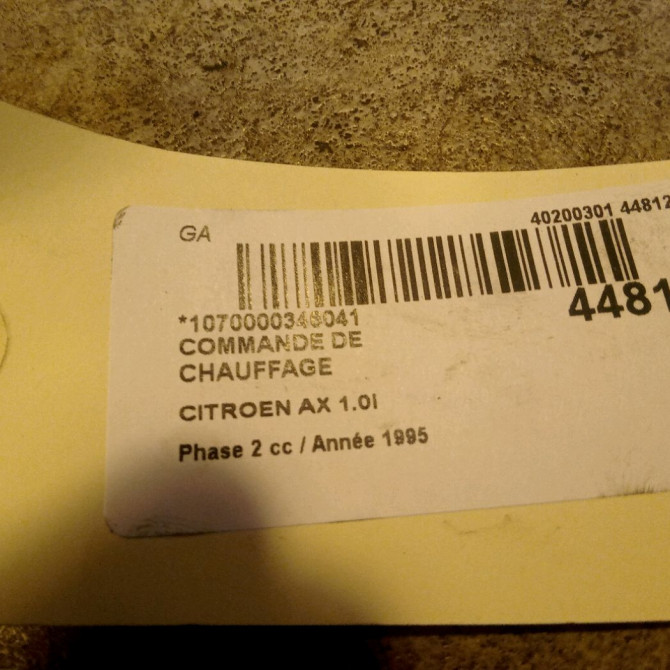 GA
40200301 44812
4481
*1070000346041
COMMANDE DE
CHAUFFAGE
CITROEN AX 1.0i
Phase 2 cc / Année 1995